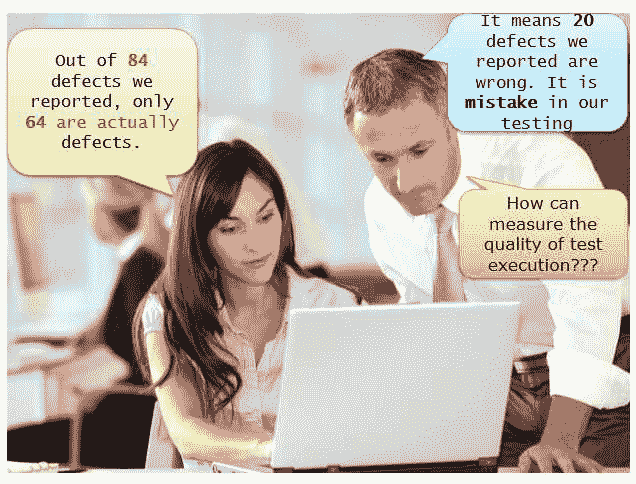 Out of 84
defects we
reported, only
64 are actually
defects.
It means 20
defects we
reported are
wrong. It is
mistake in our
testing
How can
measure the
quality of test
execution???